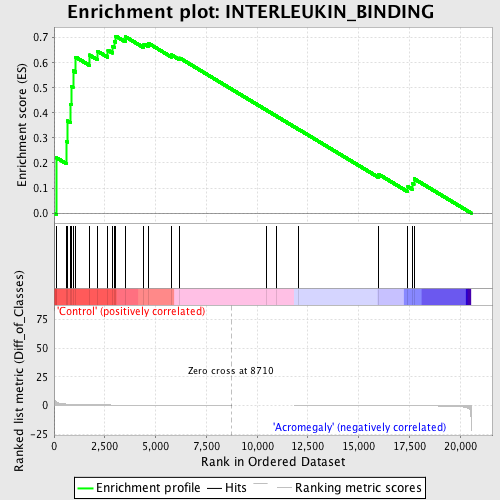 Enrichment plot: INTERLEUKIN_BINDING
Enrichment score (ES)
0.7
0.6
0.5
0.4
0.3
0.2
0.1
0.0
'Control' (positively correlated)
Ranked list metric (Diff_of_Classes)
75
50
25
0
-25
Zero cross at 8710
'Acromegaly' (negatively correlated)
0 2,500 5,000 7,500 10,000 12,500 15,000 17,500 20,000
Rank in Ordered Dataset
Enrichment profile Hits Ranking metric scores